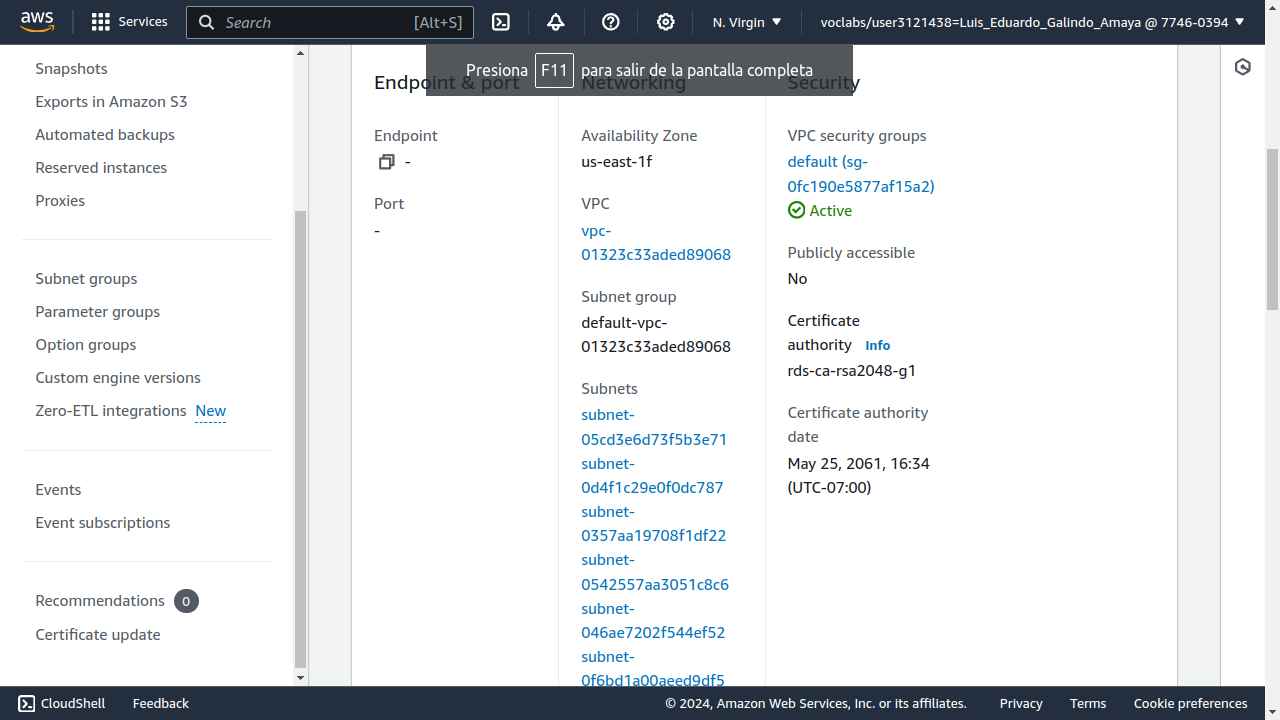 aws
Services
Search [Alt+S]
N. Virgin
voclabs/user3121438=Luis_Eduardo_Galindo_Amaya @ 7746-0394
Presiona F11 para salir de la pantalla completa
Snapshots
Exports in Amazon S3
Automated backups
Reserved instances
Proxies
Subnet groups
Parameter groups
Option groups
Custom engine versions
Zero-ETL integrations New
Events
Event subscriptions
Recommendations 0
Certificate update
Endpoint & port
Endpoint
-
Port
-
Networking
Availability Zone
us-east-1f
VPC
vpc-
01323c33aded89068
Subnet group
default-vpc-
01323c33aded89068
Subnets
subnet-
05cd3e6d73f5b3e71
subnet-
0d4f1c29e0f0dc787
subnet-
0357aa19708f1df22
subnet-
0542557aa3051c8c6
subnet-
046ae7202f544ef52
subnet-
0f6bd1a00aeed9df5
Security
VPC security groups
default (sg-
0fc190e5877af15a2)
Active
Publicly accessible
No
Certificate
authority Info
rds-ca-rsa2048-g1
Certificate authority
date
May 25, 2061, 16:34
(UTC-07:00)
CloudShell
Feedback
© 2024, Amazon Web Services, Inc. or its affiliates.
Privacy
Terms
Cookie preferences